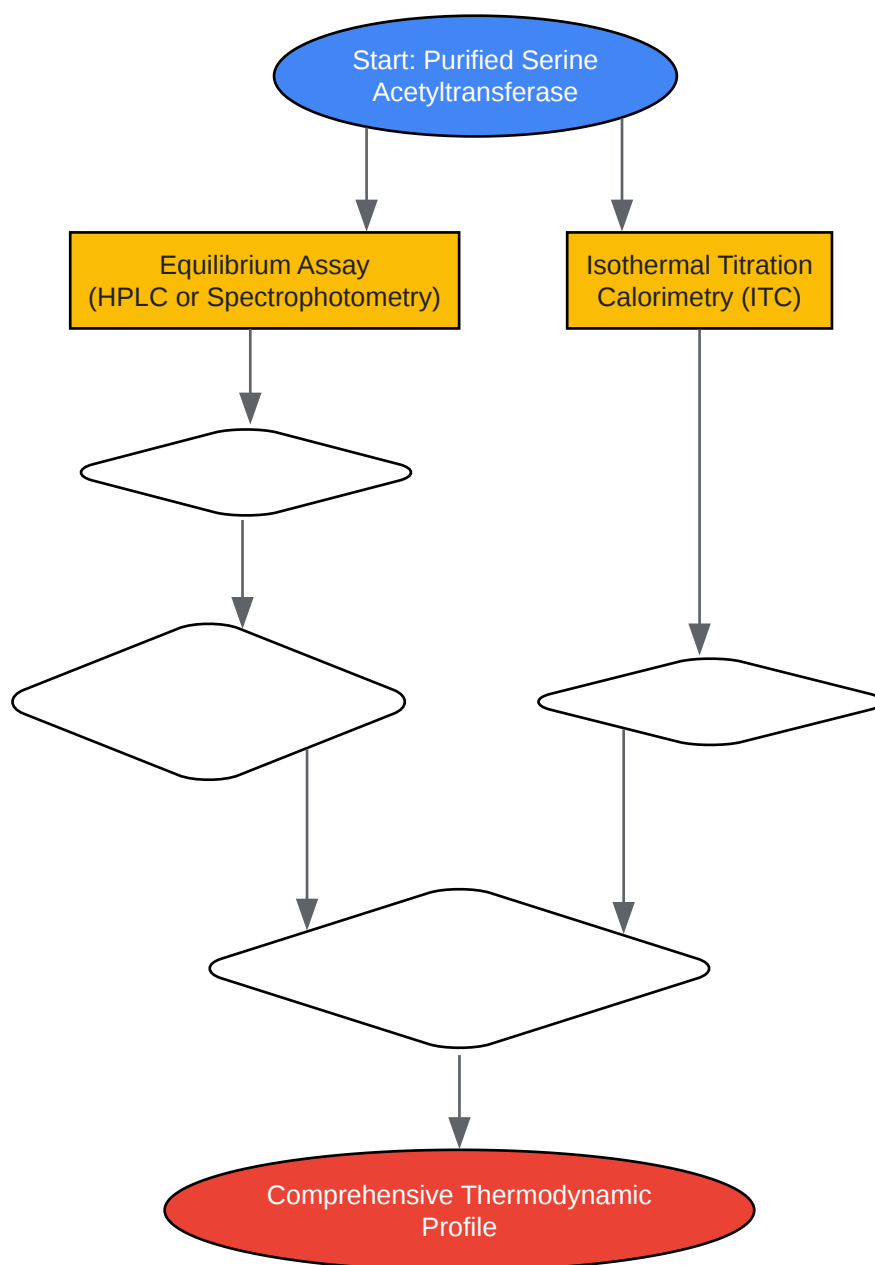 Start: Purified Serine
Acetyltransferase
Equilibrium Assay
(HPLC or Spectrophotometry)
Isothermal Titration
Calorimetry (ITC)
Comprehensive Thermodynamic
Profile